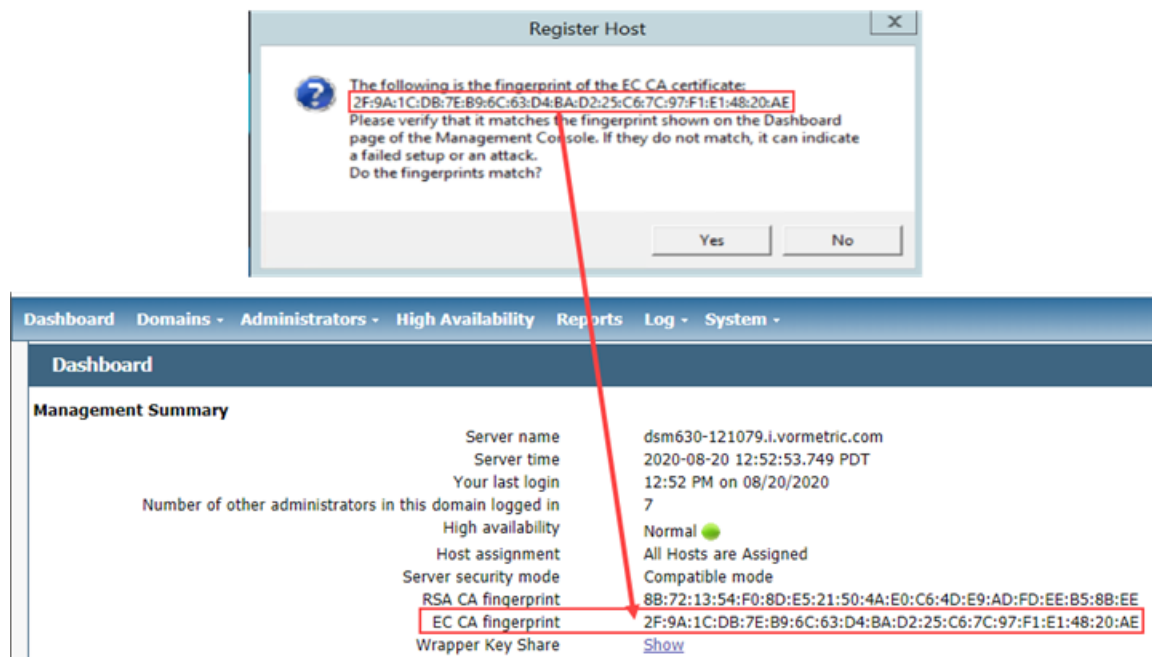 Register Host
X
The following is the fingerprint of the EC CA certificate:
2F:9A:1C:DB:7E:B9:6C:63:D4:BA:D2:25:C6:7C:97:F1:E1:48:20:AE
Please verify that it matches the fingerprint shown on the Dashboard
page of the Management Console. If they do not match, it can indicate
a failed setup or an attack.
Do the fingerprints match?
Yes No
Dashboard Domains Administrators High Availability Reports Log System
Dashboard
Management Summary
Server name dsm630-121079.i.vormetric.com
Server time 2020-08-20 12:52:53.749 PDT
Your last login 12:52 PM on 08/20/2020
Number of other administrators in this domain logged in 7
High availability Normal
Host assignment All Hosts are Assigned
Server security mode Compatible mode
RSA CA fingerprint 8B:72:13:54:F0:8D:E5:21:50:4A:E0:C6:4D:E9:AD:FD:EE:B5:8B:EE
EC CA fingerprint 2F:9A:1C:DB:7E:B9:6C:63:D4:BA:D2:25:C6:7C:97:F1:E1:48:20:AE
Wrapper Key Share Show